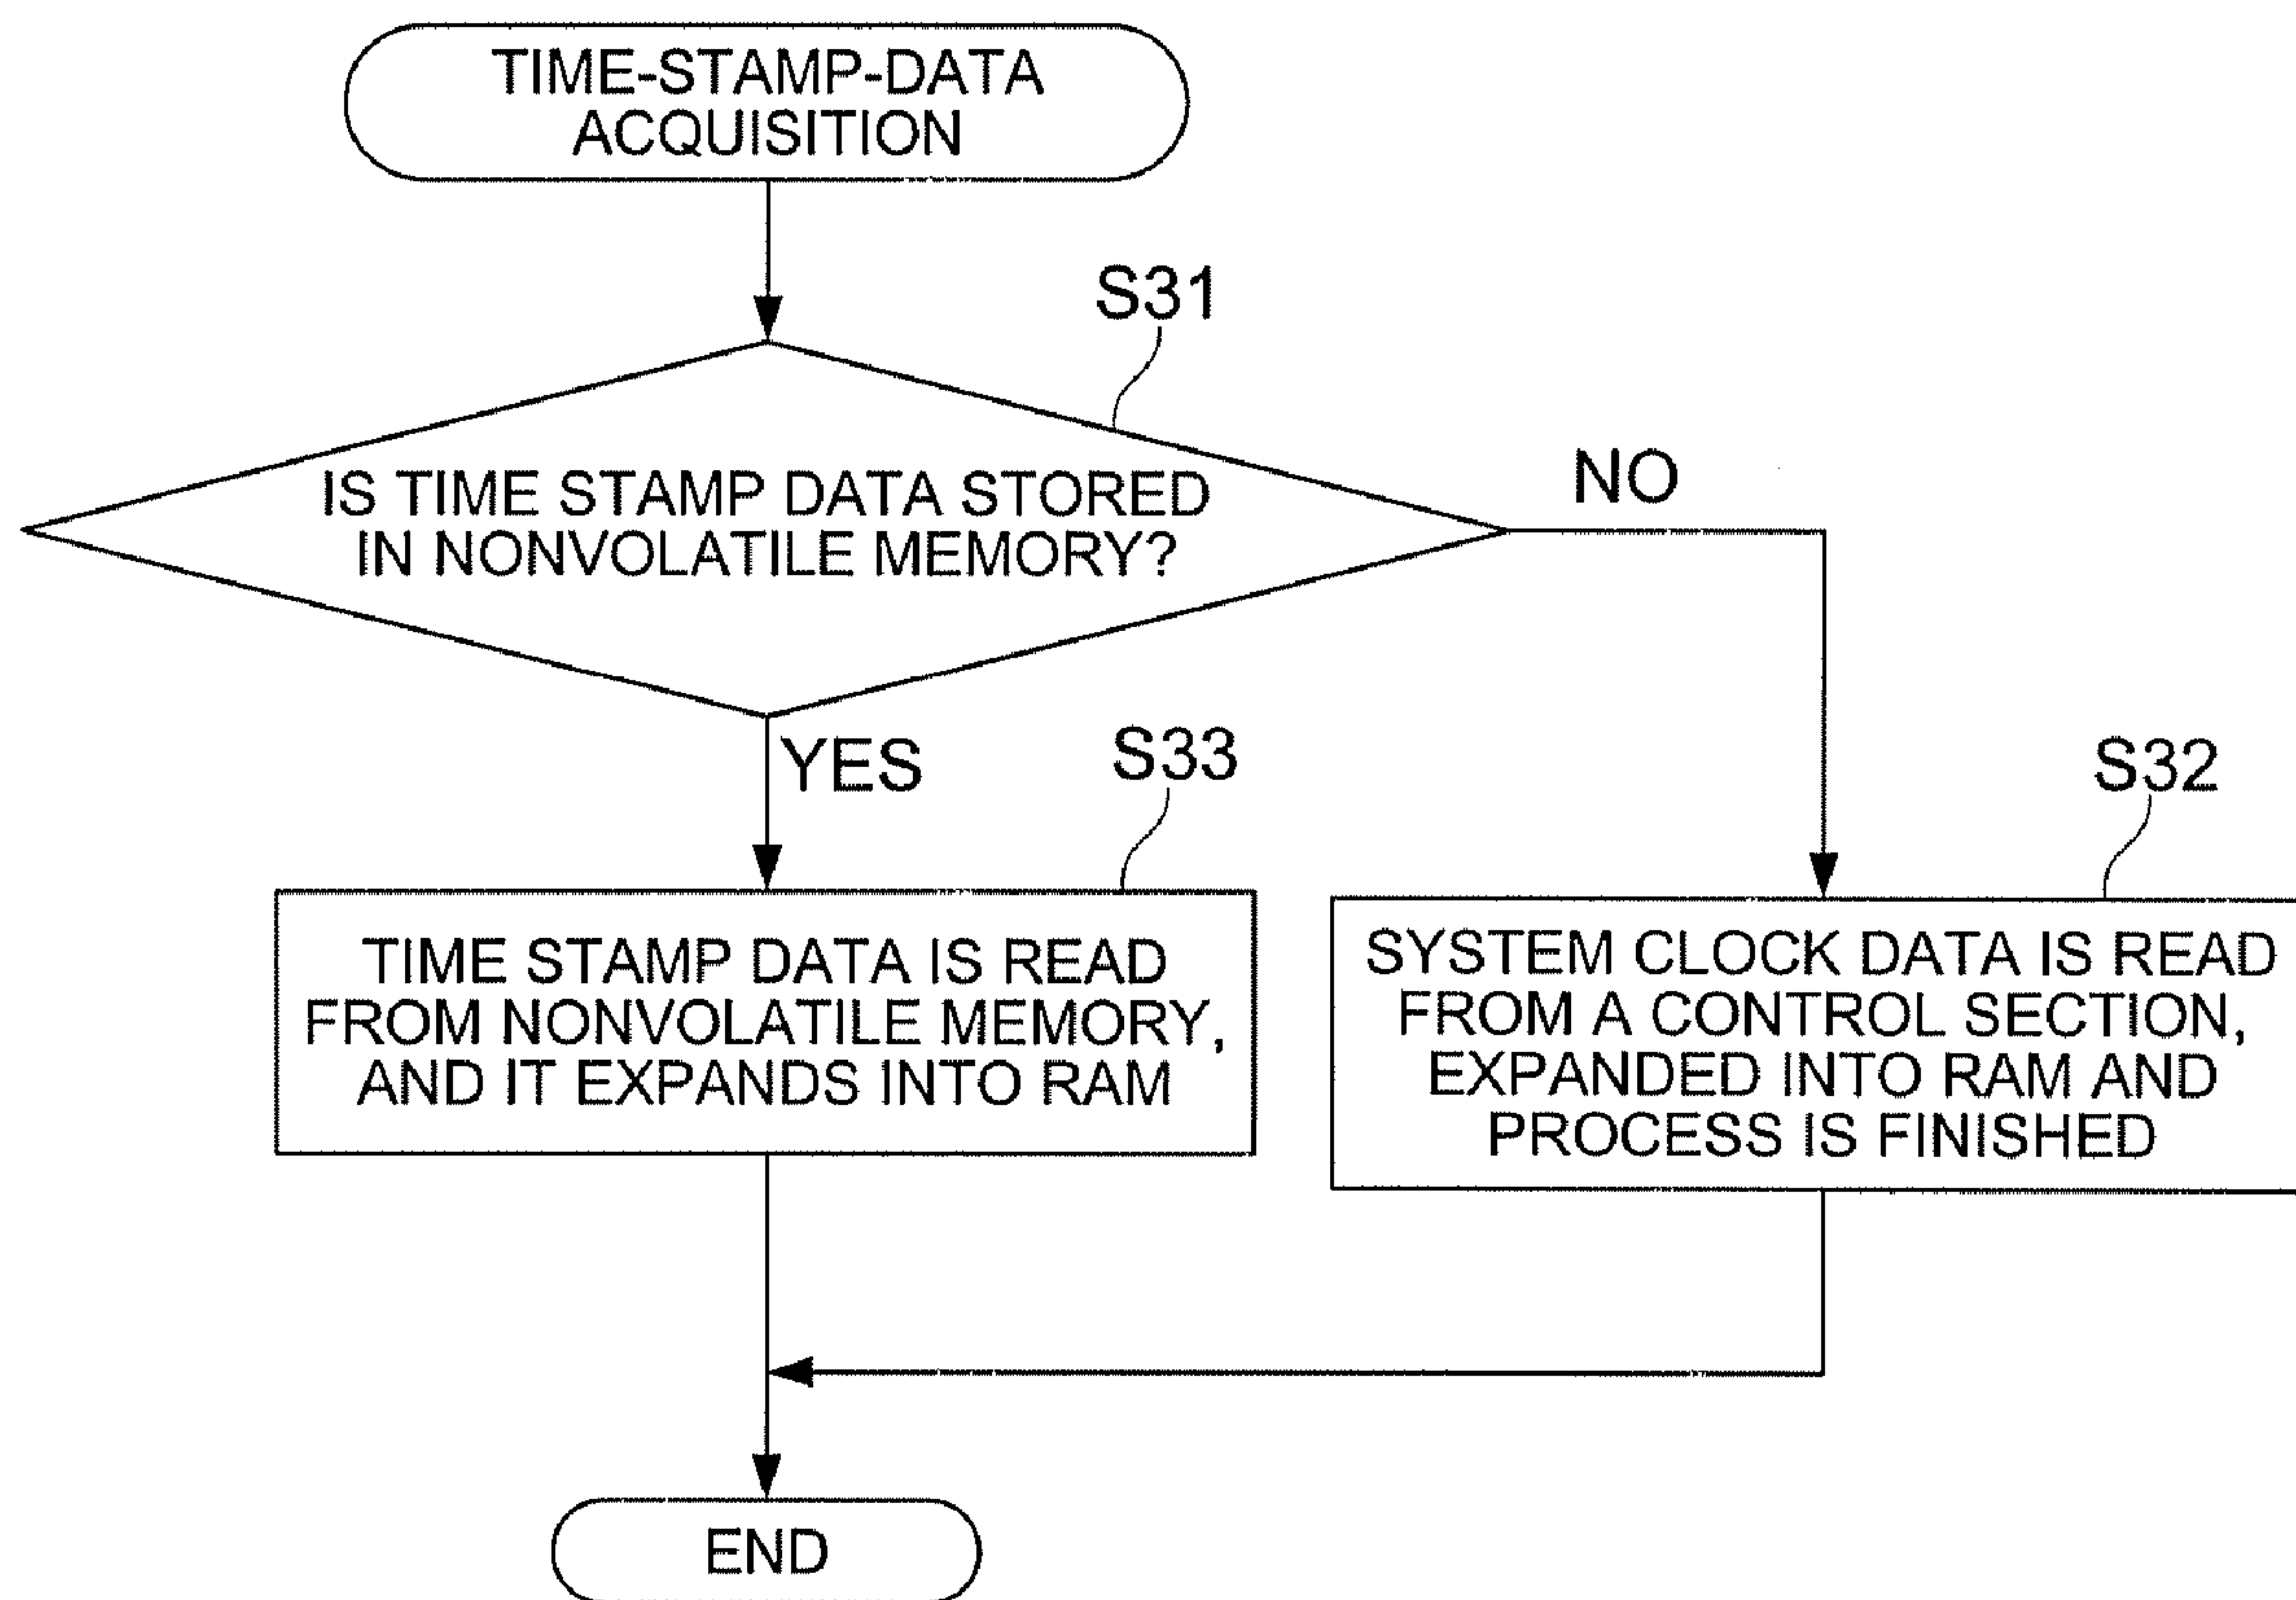 TIME-STAMP-DATA
ACQUISITION
S31
IS TIME STAMP DATA STORED
IN NONVOLATILE MEMORY?
NO
YES
S33
S32
TIME STAMP DATA IS READ
FROM NONVOLATILE MEMORY,
AND IT EXPANDS INTO RAM
SYSTEM CLOCK DATA IS READ
FROM A CONTROL SECTION,
EXPANDED INTO RAM AND
PROCESS IS FINISHED
END